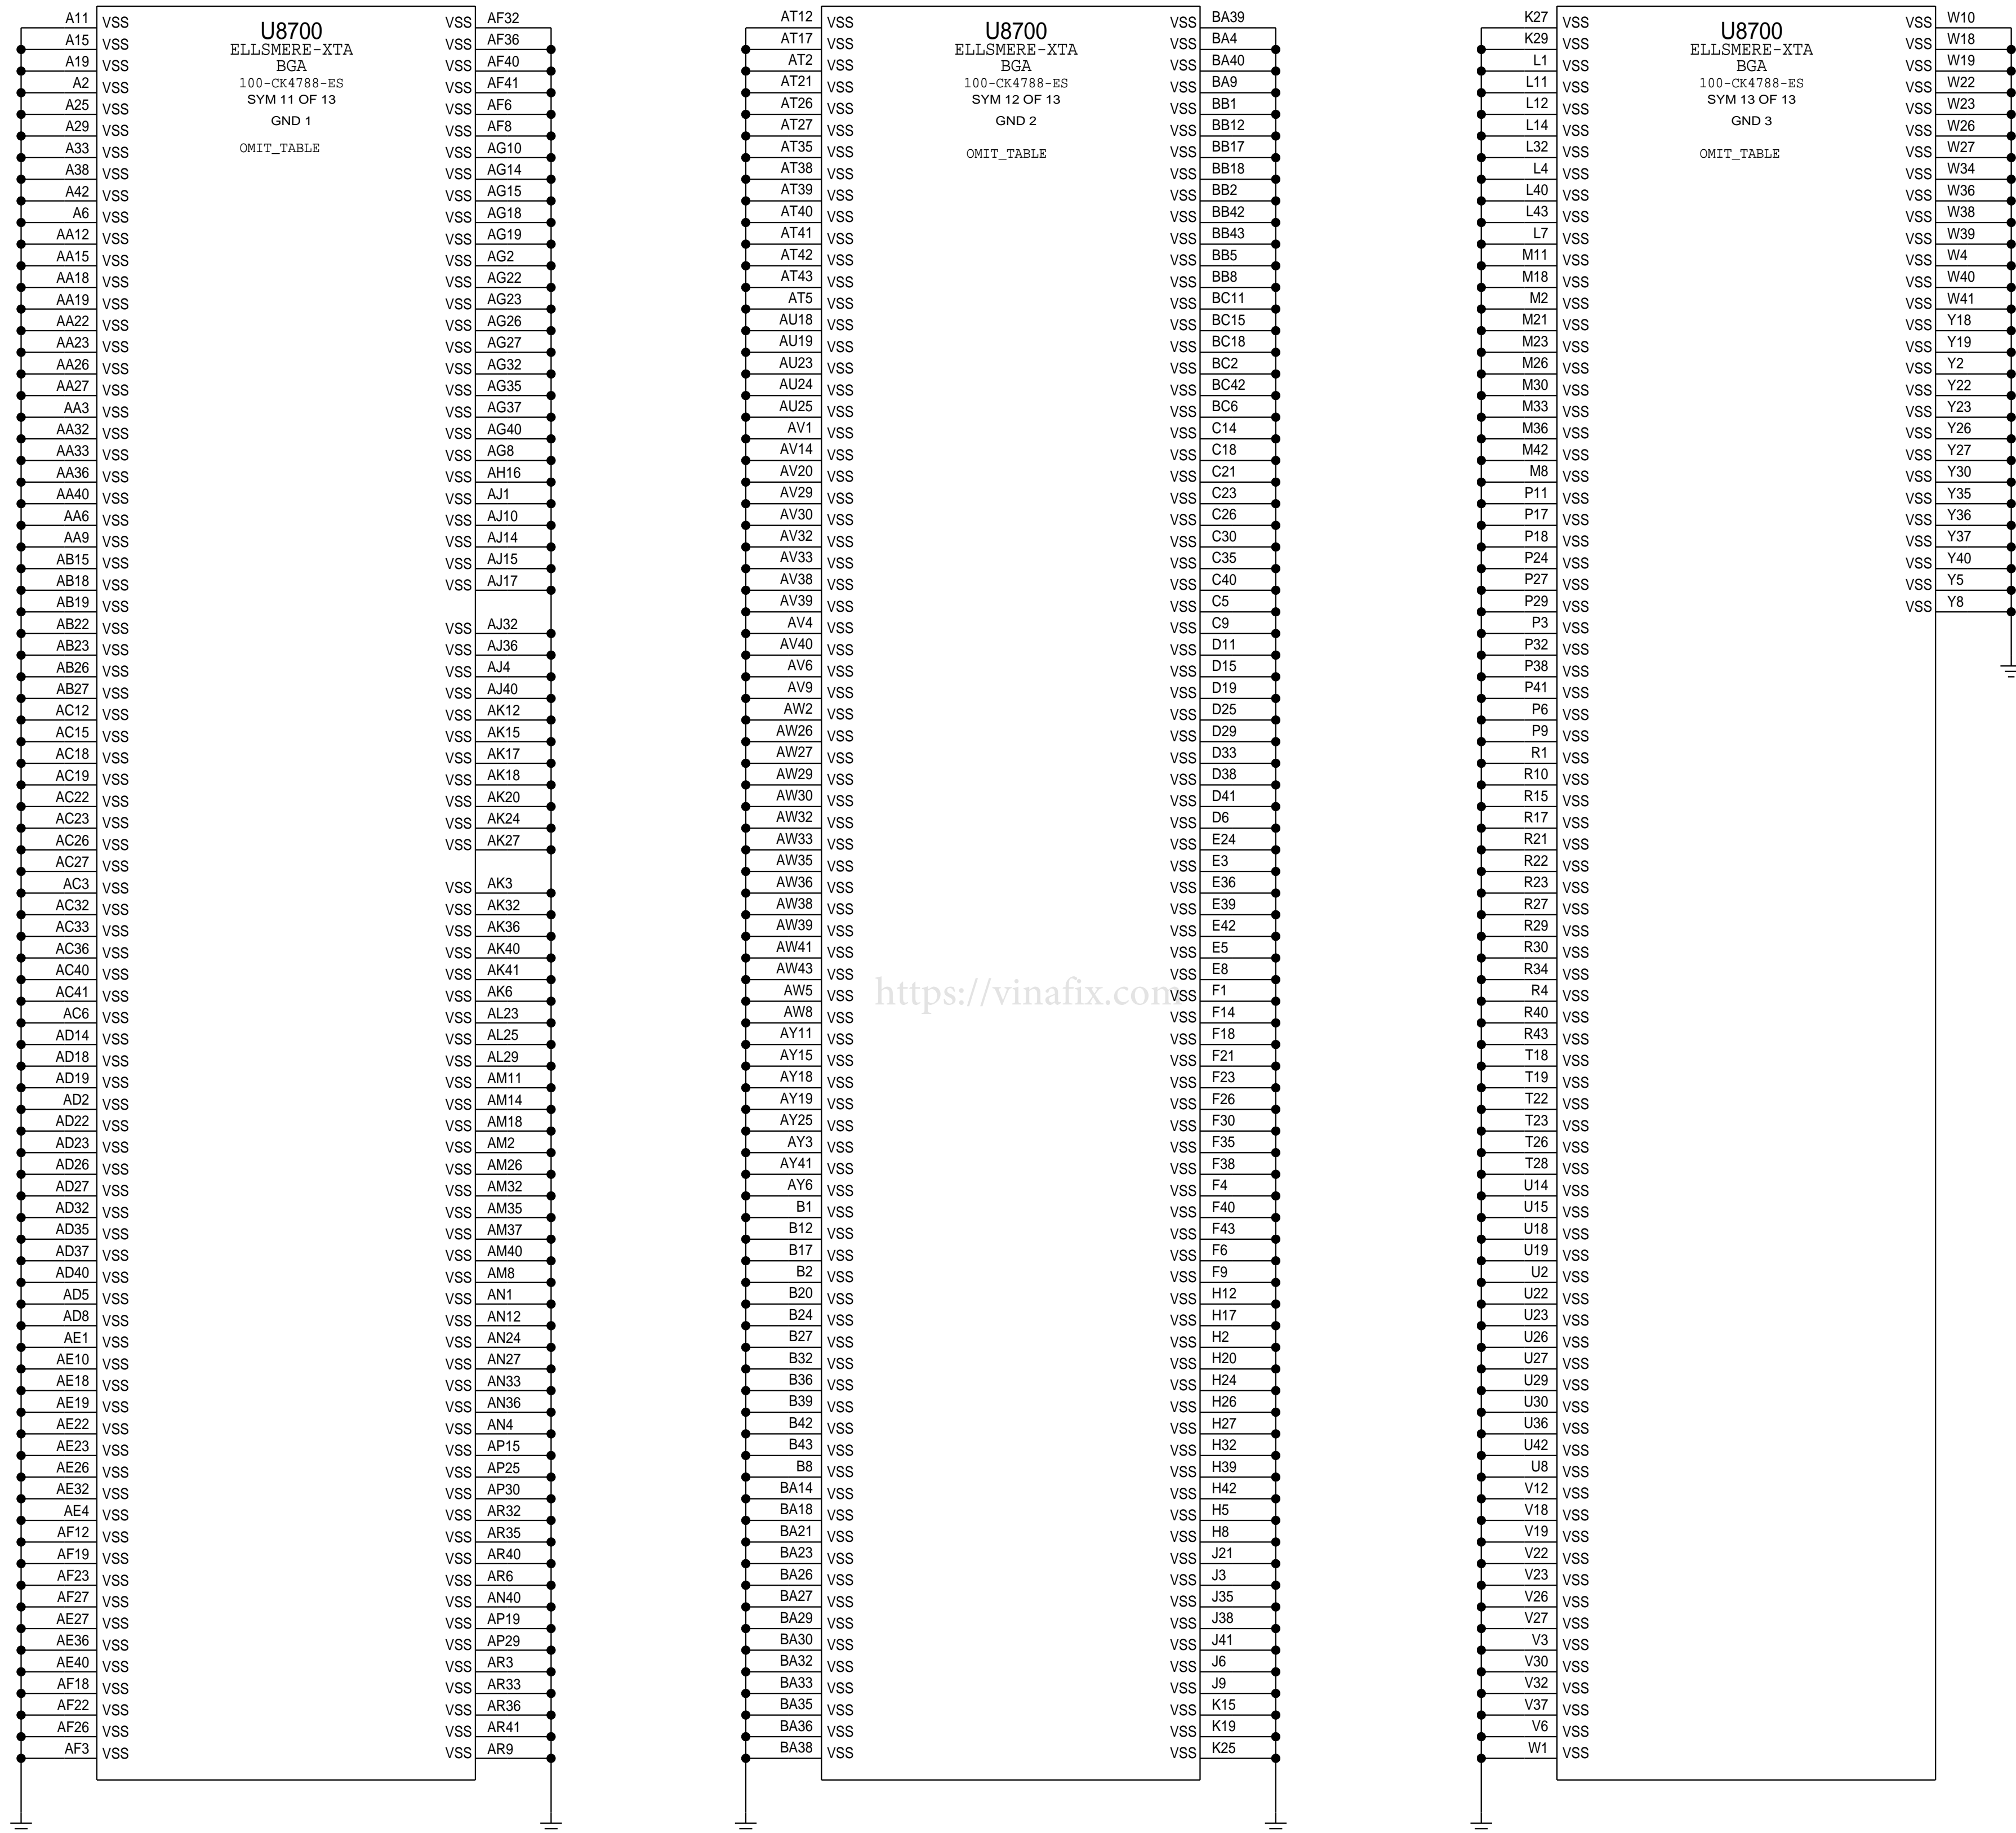 U8700
ELLSMERE-XTA
BGA
100-CK4788-ES
SYM 11 OF 13
GND 1
OMIT_TABLE
A11 VSS
A15 VSS
A19 VSS
A2 VSS
A25 VSS
A29 VSS
A33 VSS
A38 VSS
A42 VSS
A6 VSS
AA12 VSS
AA15 VSS
AA18 VSS
AA19 VSS
AA22 VSS
AA23 VSS
AA26 VSS
AA27 VSS
AA3 VSS
AA32 VSS
AA33 VSS
AA36 VSS
AA40 VSS
AA6 VSS
AA9 VSS
AB15 VSS
AB18 VSS
AB19 VSS
AB22 VSS
AB23 VSS
AB26 VSS
AB27 VSS
AC12 VSS
AC15 VSS
AC18 VSS
AC19 VSS
AC22 VSS
AC23 VSS
AC26 VSS
AC27 VSS
AC3 VSS
AC32 VSS
AC33 VSS
AC36 VSS
AC40 VSS
AC41 VSS
AC6 VSS
AD14 VSS
AD18 VSS
AD19 VSS
AD2 VSS
AD22 VSS
AD23 VSS
AD26 VSS
AD27 VSS
AD32 VSS
AD35 VSS
AD37 VSS
AD40 VSS
AD5 VSS
AD8 VSS
AE1 VSS
AE10 VSS
AE18 VSS
AE19 VSS
AE22 VSS
AE23 VSS
AE26 VSS
AE32 VSS
AE4 VSS
AF12 VSS
AF19 VSS
AF23 VSS
AF27 VSS
AE27 VSS
AE36 VSS
AE40 VSS
AF18 VSS
AF22 VSS
AF26 VSS
AF3 VSS
VSS AF32
VSS AF36
VSS AF40
VSS AF41
VSS AF6
VSS AF8
VSS AG10
VSS AG14
VSS AG15
VSS AG18
VSS AG19
VSS AG2
VSS AG22
VSS AG23
VSS AG26
VSS AG27
VSS AG32
VSS AG35
VSS AG37
VSS AG40
VSS AG8
VSS AH16
VSS AJ1
VSS AJ10
VSS AJ14
VSS AJ15
VSS AJ17
VSS AJ32
VSS AJ36
VSS AJ4
VSS AJ40
VSS AK12
VSS AK15
VSS AK17
VSS AK18
VSS AK20
VSS AK24
VSS AK27
VSS AK3
VSS AK32
VSS AK36
VSS AK40
VSS AK41
VSS AK6
VSS AL23
VSS AL25
VSS AL29
VSS AM11
VSS AM14
VSS AM18
VSS AM2
VSS AM26
VSS AM32
VSS AM35
VSS AM37
VSS AM40
VSS AM8
VSS AN1
VSS AN12
VSS AN24
VSS AN27
VSS AN33
VSS AN36
VSS AN4
VSS AP15
VSS AP25
VSS AP30
VSS AR32
VSS AR35
VSS AR40
VSS AR6
VSS AN40
VSS AP19
VSS AP29
VSS AR3
VSS AR33
VSS AR36
VSS AR41
VSS AR9
U8700
ELLSMERE-XTA
BGA
100-CK4788-ES
SYM 12 OF 13
GND 2
OMIT_TABLE
AT12 VSS
AT17 VSS
AT2 VSS
AT21 VSS
AT26 VSS
AT27 VSS
AT35 VSS
AT38 VSS
AT39 VSS
AT40 VSS
AT41 VSS
AT42 VSS
AT43 VSS
AT5 VSS
AU18 VSS
AU19 VSS
AU23 VSS
AU24 VSS
AU25 VSS
AV1 VSS
AV14 VSS
AV20 VSS
AV29 VSS
AV30 VSS
AV32 VSS
AV33 VSS
AV38 VSS
AV39 VSS
AV4 VSS
AV40 VSS
AV6 VSS
AV9 VSS
AW2 VSS
AW26 VSS
AW27 VSS
AW29 VSS
AW30 VSS
AW32 VSS
AW33 VSS
AW35 VSS
AW36 VSS
AW38 VSS
AW39 VSS
AW41 VSS
AW43 VSS
AW5 VSS
AW8 VSS
AY11 VSS
AY15 VSS
AY18 VSS
AY19 VSS
AY25 VSS
AY3 VSS
AY41 VSS
AY6 VSS
B1 VSS
B12 VSS
B17 VSS
B2 VSS
B20 VSS
B24 VSS
B27 VSS
B32 VSS
B36 VSS
B39 VSS
B42 VSS
B43 VSS
B8 VSS
BA14 VSS
BA18 VSS
BA21 VSS
BA23 VSS
BA26 VSS
BA27 VSS
BA29 VSS
BA30 VSS
BA32 VSS
BA33 VSS
BA35 VSS
BA36 VSS
BA38 VSS
https://vinafix.com
VSS BA39
VSS BA4
VSS BA40
VSS BA9
VSS BB1
VSS BB12
VSS BB17
VSS BB18
VSS BB2
VSS BB42
VSS BB43
VSS BB5
VSS BB8
VSS BC11
VSS BC15
VSS BC18
VSS BC2
VSS BC42
VSS BC6
VSS C14
VSS C18
VSS C21
VSS C23
VSS C26
VSS C30
VSS C35
VSS C40
VSS C5
VSS C9
VSS D11
VSS D15
VSS D19
VSS D25
VSS D29
VSS D33
VSS D38
VSS D41
VSS D6
VSS E24
VSS E3
VSS E36
VSS E39
VSS E42
VSS E5
VSS E8
VSS F1
VSS F14
VSS F18
VSS F21
VSS F23
VSS F26
VSS F30
VSS F35
VSS F38
VSS F4
VSS F40
VSS F43
VSS F6
VSS F9
VSS H12
VSS H17
VSS H2
VSS H20
VSS H24
VSS H26
VSS H27
VSS H32
VSS H39
VSS H42
VSS H5
VSS H8
VSS J21
VSS J3
VSS J35
VSS J38
VSS J41
VSS J6
VSS J9
VSS K15
VSS K19
VSS K25
U8700
ELLSMERE-XTA
BGA
100-CK4788-ES
SYM 13 OF 13
GND 3
OMIT_TABLE
K27 VSS
K29 VSS
L1 VSS
L11 VSS
L12 VSS
L14 VSS
L32 VSS
L4 VSS
L40 VSS
L43 VSS
L7 VSS
M11 VSS
M18 VSS
M2 VSS
M21 VSS
M23 VSS
M26 VSS
M30 VSS
M33 VSS
M36 VSS
M42 VSS
M8 VSS
P11 VSS
P17 VSS
P18 VSS
P24 VSS
P27 VSS
P29 VSS
P3 VSS
P32 VSS
P38 VSS
P41 VSS
P6 VSS
P9 VSS
R1 VSS
R10 VSS
R15 VSS
R17 VSS
R21 VSS
R22 VSS
R23 VSS
R27 VSS
R29 VSS
R30 VSS
R34 VSS
R4 VSS
R40 VSS
R43 VSS
T18 VSS
T19 VSS
T22 VSS
T23 VSS
T26 VSS
T28 VSS
U14 VSS
U15 VSS
U18 VSS
U19 VSS
U2 VSS
U22 VSS
U23 VSS
U26 VSS
U27 VSS
U29 VSS
U30 VSS
U36 VSS
U42 VSS
U8 VSS
V12 VSS
V18 VSS
V19 VSS
V22 VSS
V23 VSS
V26 VSS
V27 VSS
V3 VSS
V30 VSS
V32 VSS
V37 VSS
V6 VSS
W1 VSS
VSS W10
VSS W18
VSS W19
VSS W22
VSS W23
VSS W26
VSS W27
VSS W34
VSS W36
VSS W38
VSS W39
VSS W4
VSS W40
VSS W41
VSS Y18
VSS Y19
VSS Y2
VSS Y22
VSS Y23
VSS Y26
VSS Y27
VSS Y30
VSS Y35
VSS Y36
VSS Y37
VSS Y40
VSS Y5
VSS Y8